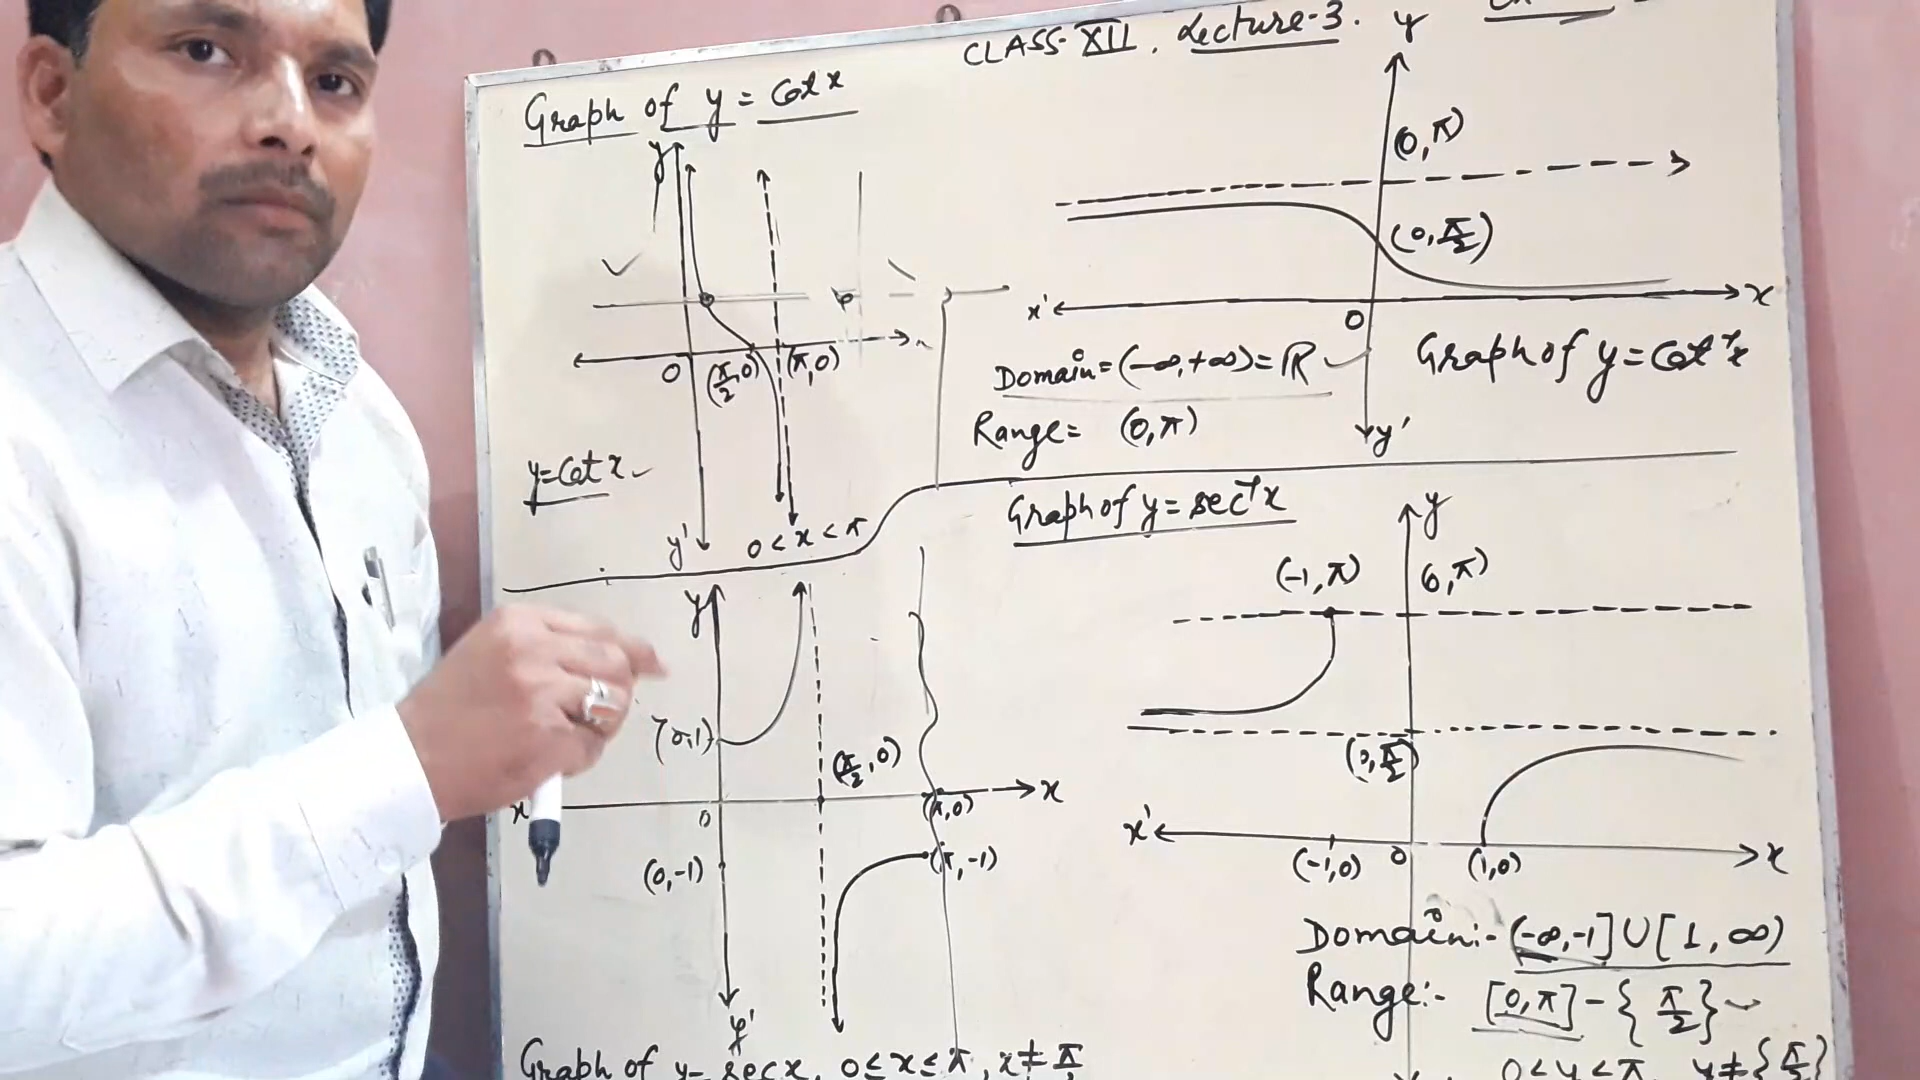 CLASS-XII. Lecture-3.
Graph of y = cot x
y
0
(π/2, 0)
(π, 0)
y = cot x
y'
0 < x < π
y
(0, π)
(0, π/2)
x'
0
x
Graph of y = cot⁻¹x
Domain = (-∞, +∞) = R
Range = (0, π)
y'
y
(0,1)
(π/2, 0)
x
0
(π,0)
x
(0,-1)
(π,-1)
y'
Graph of y = sec x, 0 ≤ x ≤ π, x ≠ π
Graph of y = sec⁻¹x
y
(-1, π)
(0, π)
(0, π/2)
x'
(-1,0)
0
(1,0)
x
Domain:- (-∞,-1] U [1, ∞)
Range:- [0, π] - {π/2}